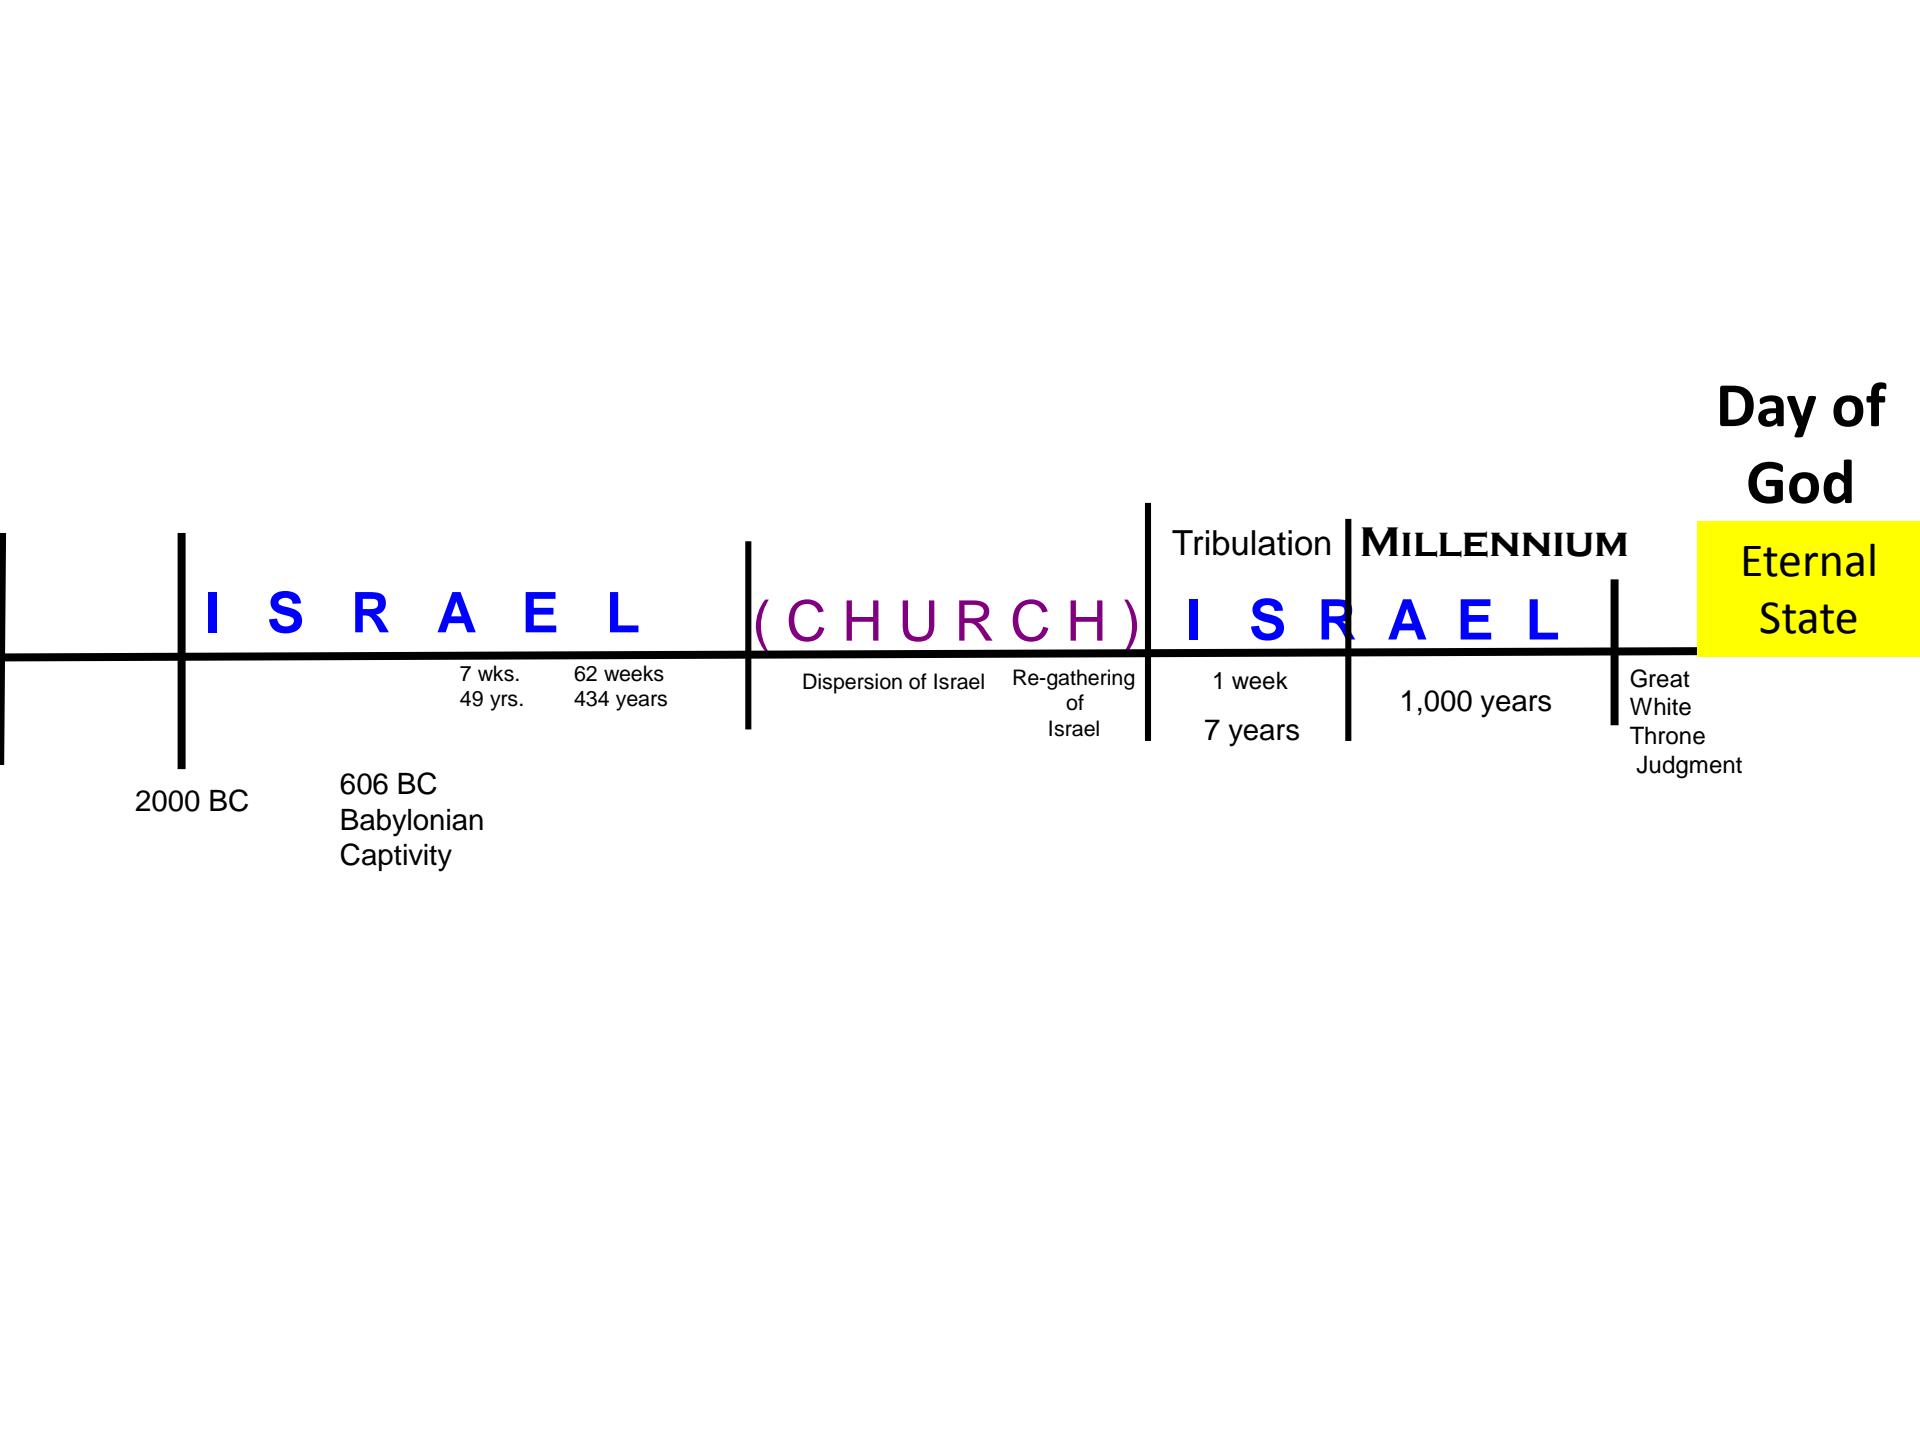 Day of
God
Eternal
State
Tribulation
MILLENNIUM
I S R A E L
( C H U R C H )
I S R A E L
7 wks.
49 yrs.
62 weeks
434 years
Dispersion of Israel
Re-gathering
of
Israel
1 week
7 years
1,000 years
Great
White
Throne
Judgment
2000 BC
606 BC
Babylonian
Captivity